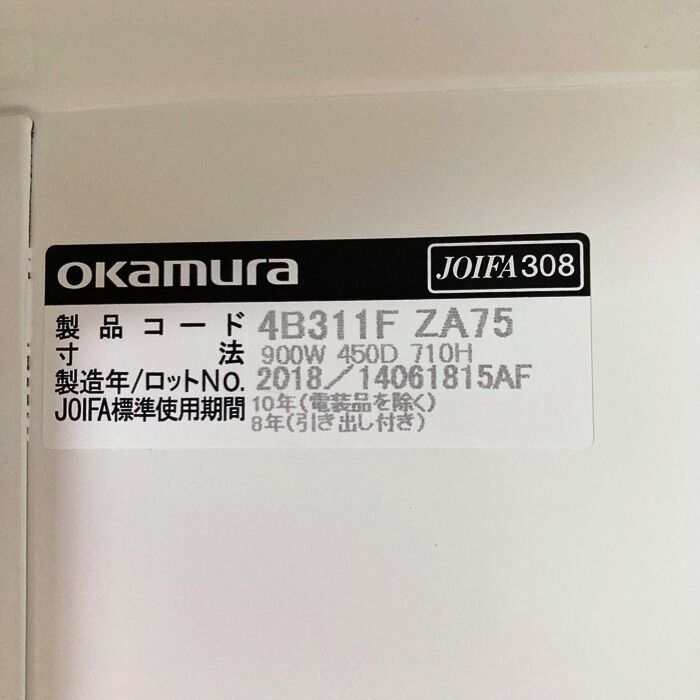 okamura
JOIFA308
製品コード 4B311F ZA75
寸法 900W 450D 710H
製造年/ロットNo. 2018/14061815AF
JOIFA標準使用期間 10年(電装品を除く)
8年(引き出し付き)